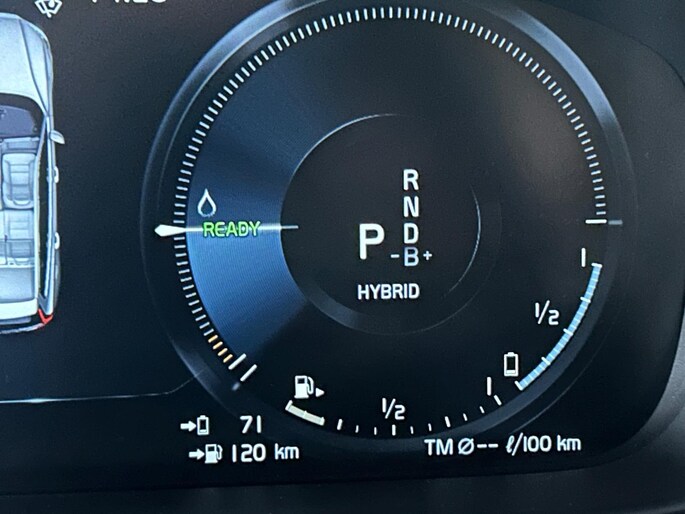 R
N
READY
P
D
-B+
HYBRID
1
1/2
1
1/2
71
120 km
TM Ø-- ℓ/100 km